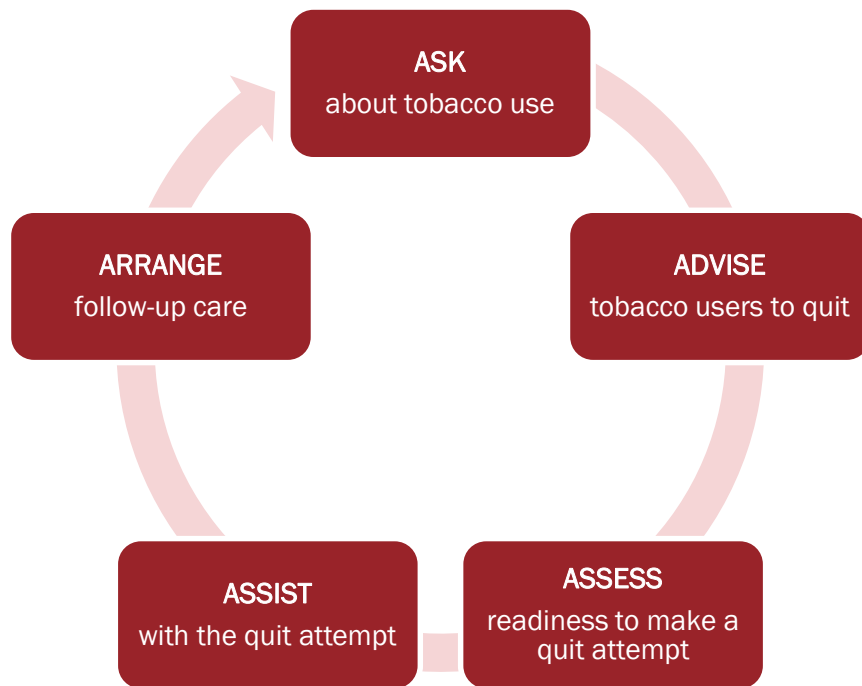 ASK
about tobacco use
ADVISE
tobacco users to quit
ASSESS
readiness to make a
quit attempt
ASSIST
with the quit attempt
ARRANGE
follow-up care